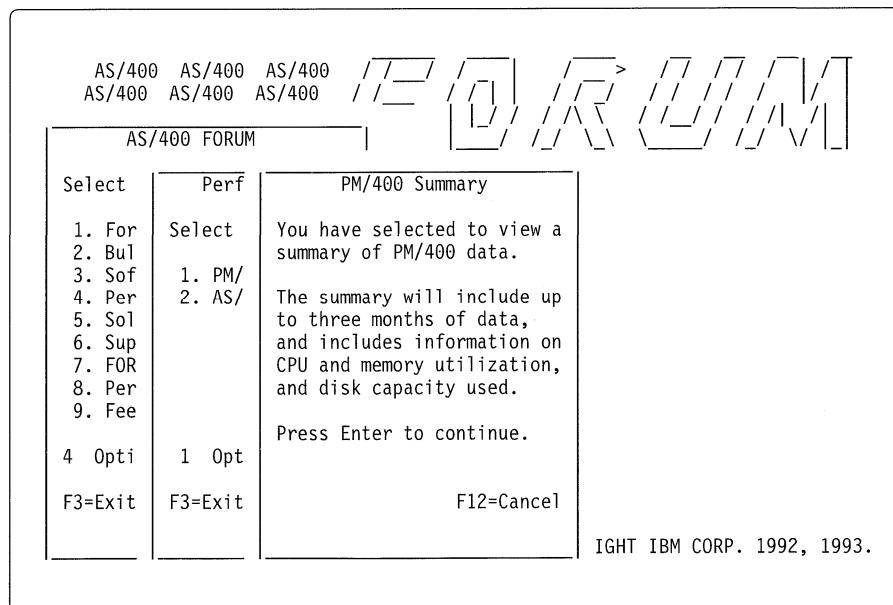 AS/400 AS/400 AS/400
AS/400 AS/400 AS/400
FORUM
AS/400 FORUM
Select
1. For
2. Bul
3. Sof
4. Per
5. Sol
6. Sup
7. FOR
8. Per
9. Fee
4 Opti
F3=Exit
Perf
Select
1. PM/
2. AS/
1 Opt
F3=Exit
PM/400 Summary
You have selected to view a
summary of PM/400 data.
The summary will include up
to three months of data,
and includes information on
CPU and memory utilization,
and disk capacity used.
Press Enter to continue.
F12=Cancel
IGHT IBM CORP. 1992, 1993.